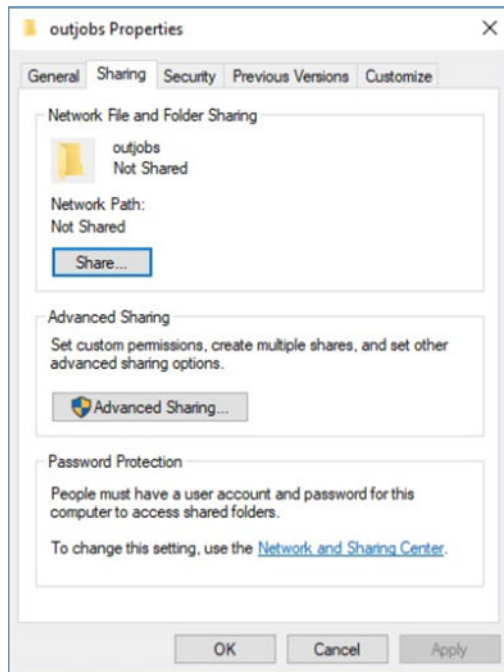 outjobs Properties
General Sharing Security Previous Versions Customize
Network File and Folder Sharing
outjobs
Not Shared
Network Path:
Not Shared
Share...
Advanced Sharing
Set custom permissions, create multiple shares, and set other
advanced sharing options.
Advanced Sharing...
Password Protection
People must have a user account and password for this
computer to access shared folders.
To change this setting, use the Network and Sharing Center.
OK Cancel Apply